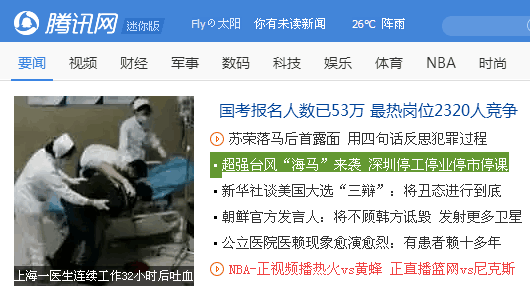 腾讯网 迷你版 Fly の太阳 你有未读新闻 26℃ 阵雨
要闻 视频 财经 军事 数码 科技 娱乐 体育 NBA 时尚
国考报名人数已53万 最热岗位2320人竞争
苏荣落马后首露面 用四句话反思犯罪过程
超强台风“海马”来袭 深圳停工停业停市停课
新华社谈美国大选“三辩”：将丑态进行到底
朝鲜官方发言人：将不顾韩方诋毁 发射更多卫星
公立医院医赖现象愈演愈烈：有患者赖十多年
NBA-正视频播热火vs黄蜂 正直播篮网vs尼克斯
上海一医生连续工作32小时后吐血